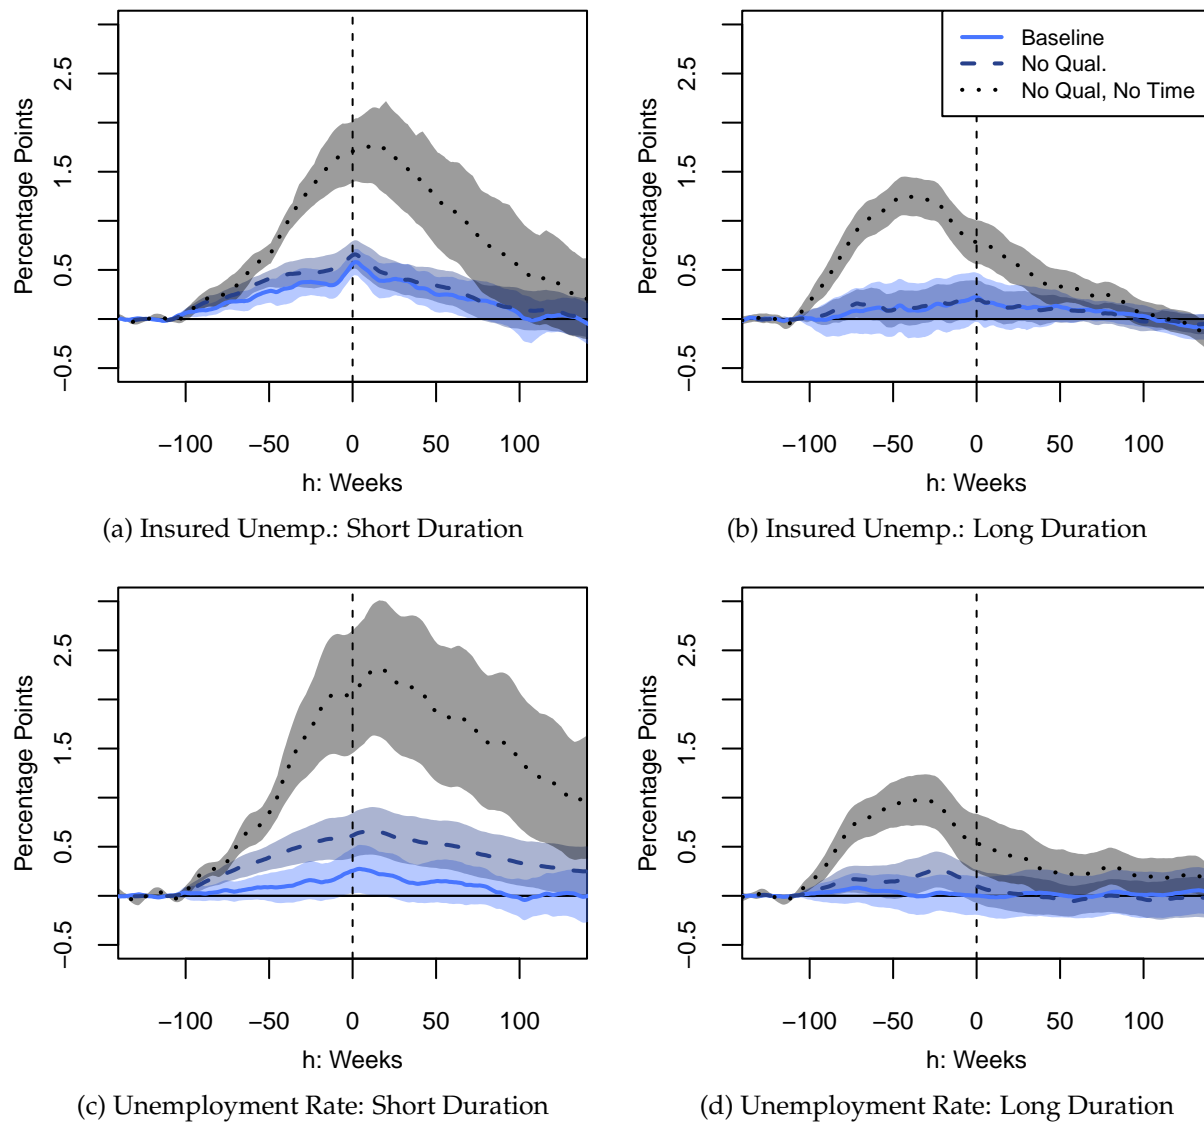 Percentage Points
2.5
1.5
0.5
−0.5
−100 −50 0 50 100
h: Weeks
(a) Insured Unemp.: Short Duration
Percentage Points
2.5
1.5
0.5
−0.5
Baseline
No Qual.
No Qual, No Time
−100 −50 0 50 100
h: Weeks
(b) Insured Unemp.: Long Duration
Percentage Points
2.5
1.5
0.5
−0.5
−100 −50 0 50 100
h: Weeks
(c) Unemployment Rate: Short Duration
Percentage Points
2.5
1.5
0.5
−0.5
−100 −50 0 50 100
h: Weeks
(d) Unemployment Rate: Long Duration